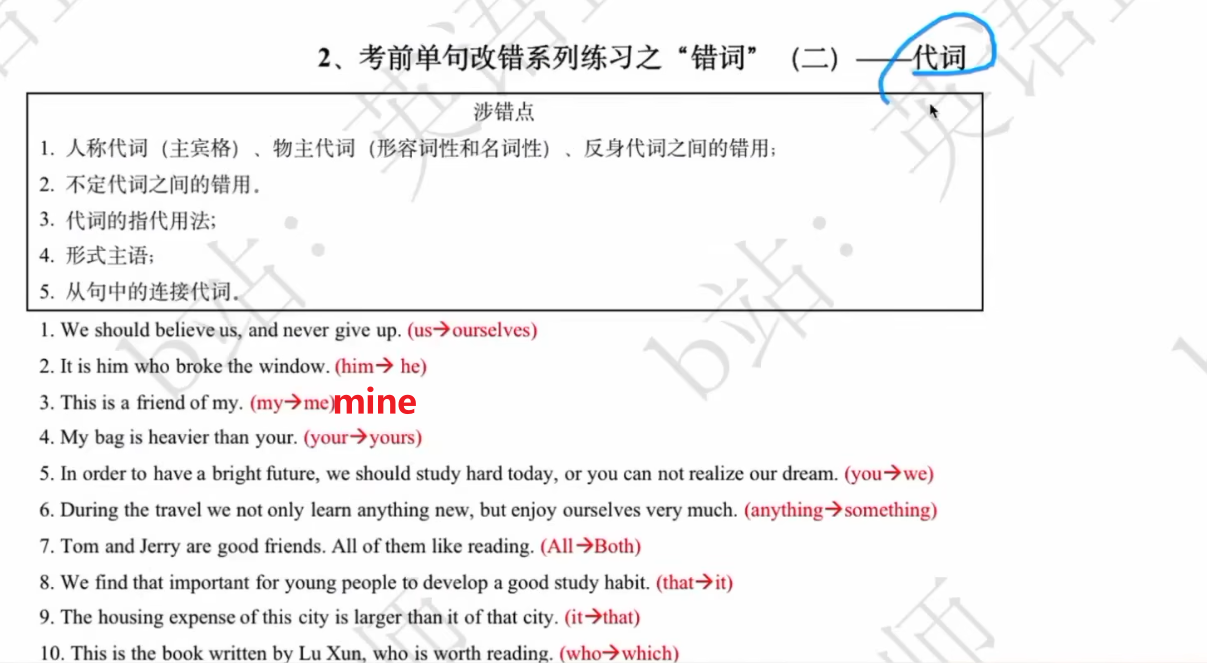 2、考前单句改错系列练习之“错词”（二）——代词
涉错点
1. 人称代词（主宾格）、物主代词（形容词性和名词性）、反身代词之间的错用；
2. 不定代词之间的错用。
3. 代词的指代用法；
4. 形式主语；
5. 从句中的连接代词。
1. We should believe us, and never give up. (us→ourselves)
2. It is him who broke the window. (him→ he)
3. This is a friend of my. (my→me)mine
4. My bag is heavier than your. (your→yours)
5. In order to have a bright future, we should study hard today, or you can not realize our dream. (you→we)
6. During the travel we not only learn anything new, but enjoy ourselves very much. (anything→something)
7. Tom and Jerry are good friends. All of them like reading. (All→Both)
8. We find that important for young people to develop a good study habit. (that→it)
9. The housing expense of this city is larger than it of that city. (it→that)
10. This is the book written by Lu Xun, who is worth reading. (who→which)
b站：
英语
b站：
英语
师
师